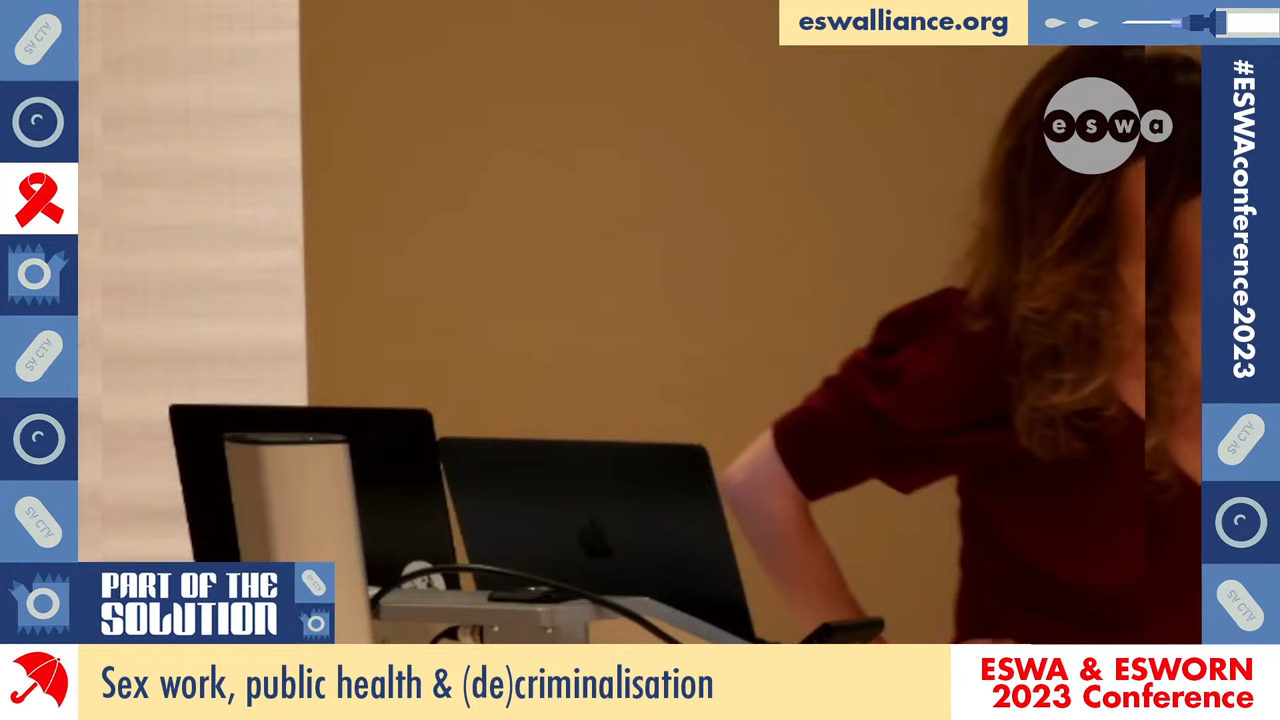 eswalliance.org
eswa
#ESWAconference2023
PART OF THE
SOLUTION
Sex work, public health & (de)criminalisation
ESWA & ESWORN
2023 Conference